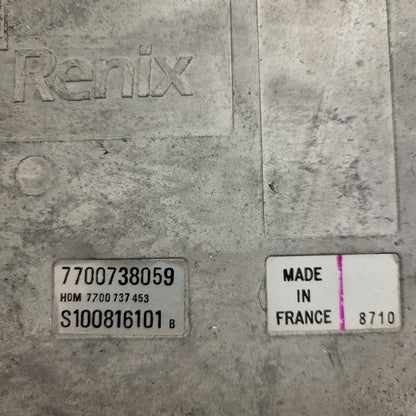 Renix
7700738059
HOM 7700 737 453
S100816101 B
MADE
IN
FRANCE
8710